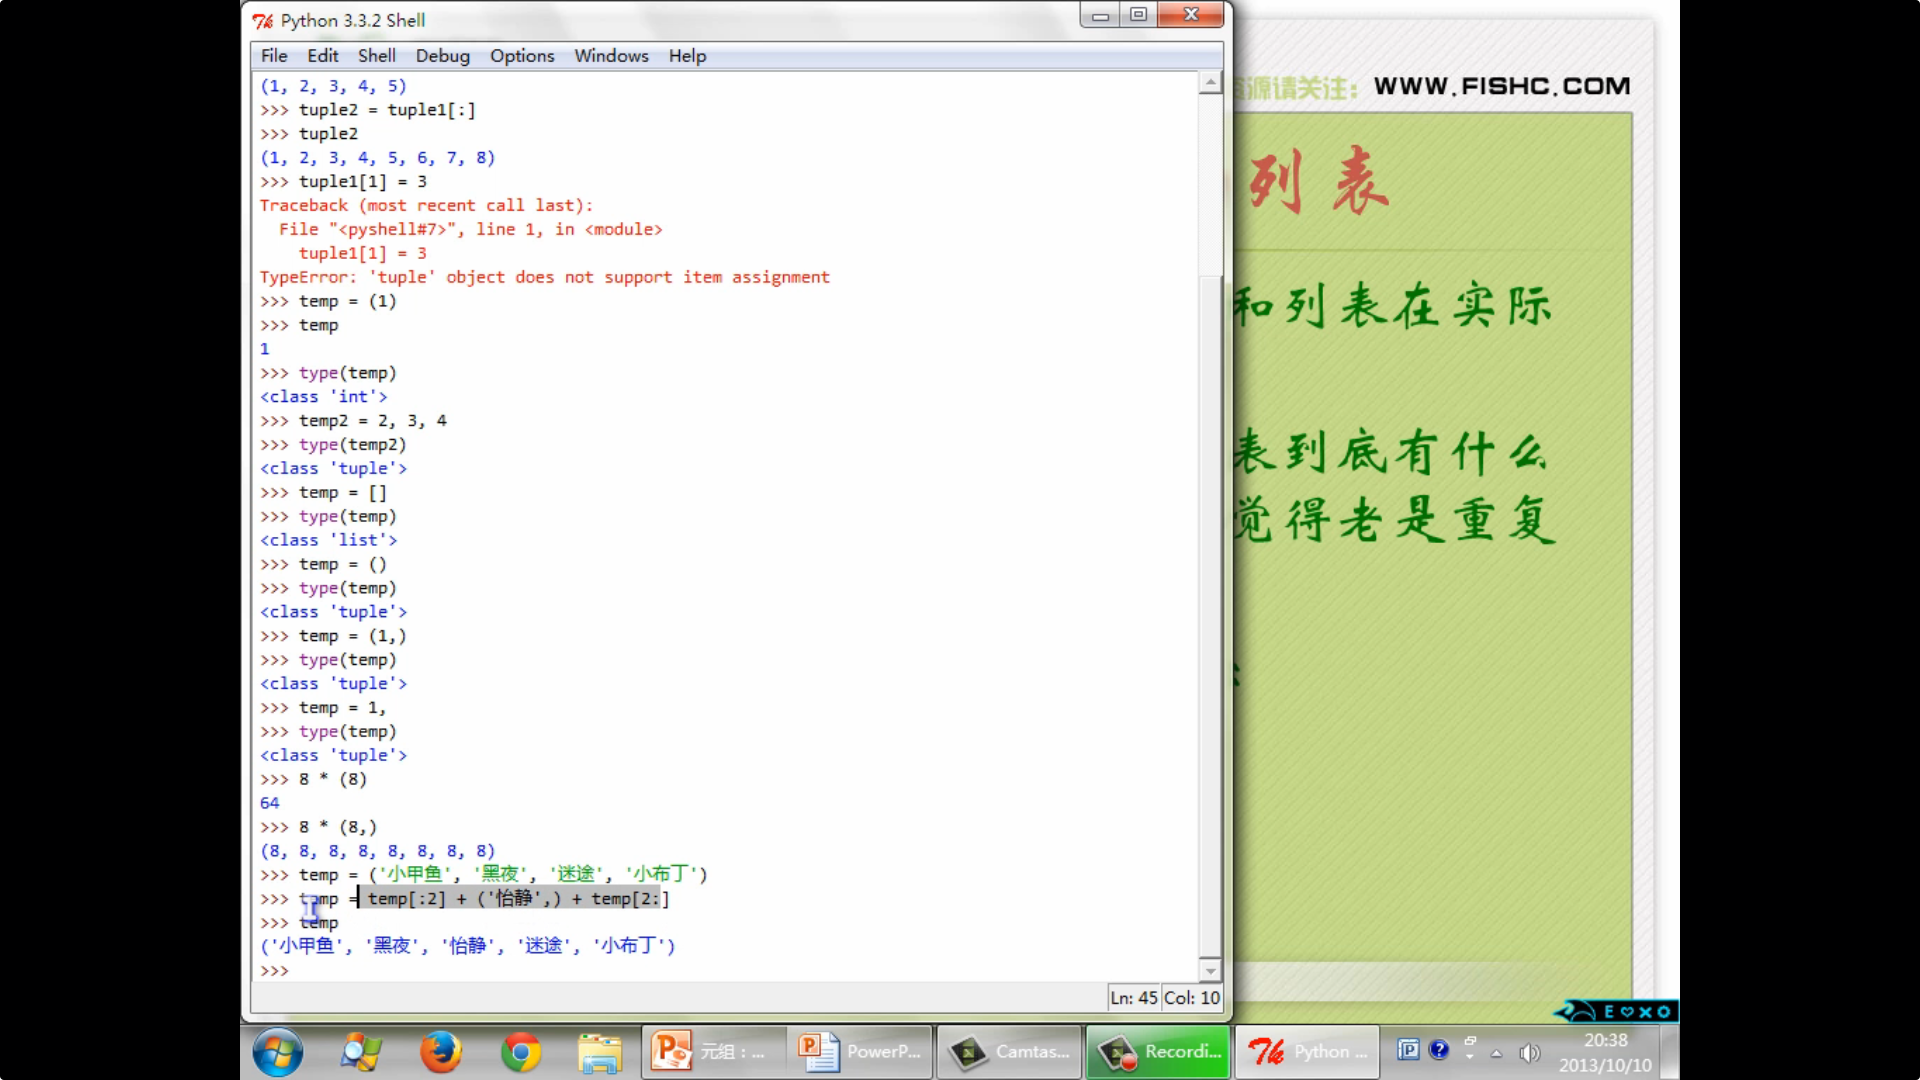 Python 3.3.2 Shell
File Edit Shell Debug Options Windows Help
(1, 2, 3, 4, 5)
>>> tuple2 = tuple1[:]
>>> tuple2
(1, 2, 3, 4, 5, 6, 7, 8)
>>> tuple1[1] = 3
Traceback (most recent call last):
  File "<pyshell#7>", line 1, in <module>
    tuple1[1] = 3
TypeError: 'tuple' object does not support item assignment
>>> temp = (1)
>>> temp
1
>>> type(temp)
<class 'int'>
>>> temp2 = 2, 3, 4
>>> type(temp2)
<class 'tuple'>
>>> temp = []
>>> type(temp)
<class 'list'>
>>> temp = ()
>>> type(temp)
<class 'tuple'>
>>> temp = (1,)
>>> type(temp)
<class 'tuple'>
>>> temp = 1,
>>> type(temp)
<class 'tuple'>
>>> 8 * (8)
64
>>> 8 * (8,)
(8, 8, 8, 8, 8, 8, 8, 8)
>>> temp = ('小甲鱼', '黑夜', '迷途', '小布丁')
>>> temp = temp[:2] + ('怡静',) + temp[2:]
>>> temp
('小甲鱼', '黑夜', '怡静', '迷途', '小布丁')
>>>
Ln: 45 Col: 10
源请关注: WWW.FISHC.COM
列表
和列表在实际
表到底有什么
觉得老是重复
元组：...
PowerP...
Camtas...
Recordi...
Python ...
E
20:38
2013/10/10